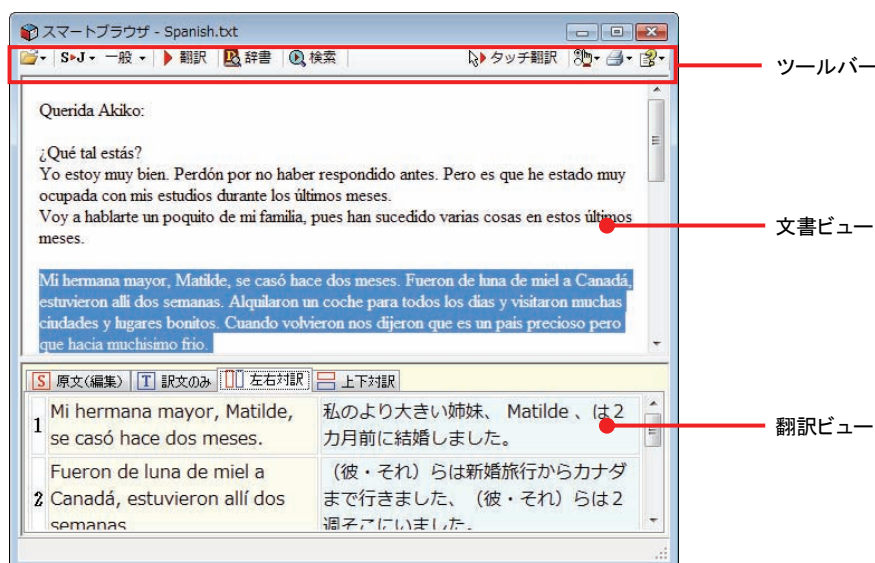 スマートブラウザ - Spanish.txt
S▶J 一般 翻訳 辞書 検索 タッチ翻訳
ツールバー
Querida Akiko:
¿Qué tal estás?
Yo estoy muy bien. Perdón por no haber respondido antes. Pero es que he estado muy
ocupada con mis estudios durante los últimos meses.
Voy a hablarte un poquito de mi familia, pues han sucedido varias cosas en estos últimos
meses.
文書ビュー
Mi hermana mayor, Matilde, se casó hace dos meses. Fueron de luna de miel a Canadá,
estuvieron allí dos semanas. Alquilaron un coche para todos los días y visitaron muchas
ciudades y lugares bonitos. Cuando volvieron nos dijeron que es un país precioso pero
que hacía muchísimo frío.
S 原文(編集) T 訳文のみ 左右対訳 上下対訳
1 Mi hermana mayor, Matilde,
se casó hace dos meses.
私のより大きい姉妹、 Matilde 、は2
カ月前に結婚しました。
翻訳ビュー
2 Fueron de luna de miel a
Canadá, estuvieron allí dos
semanas
(彼・それ)らは新婚旅行からカナダ
まで行きました、(彼・それ)らは2
週そこにいました.